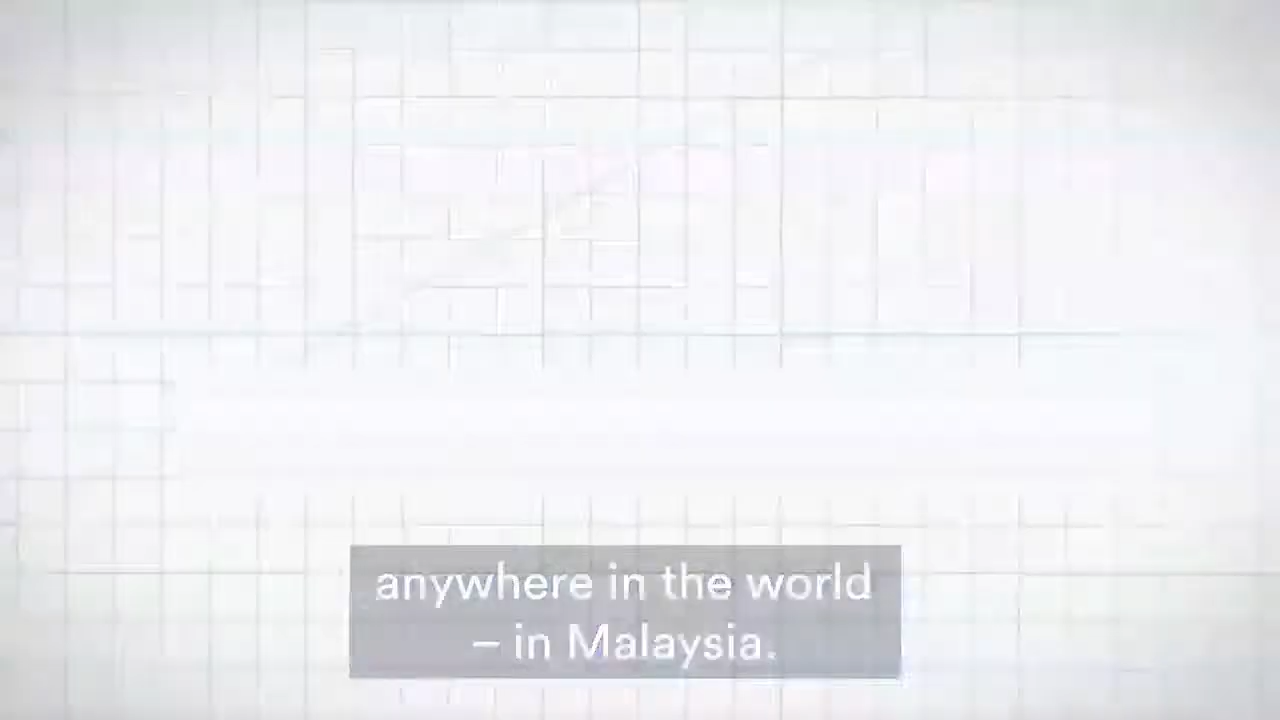 anywhere in the world
– in Malaysia.